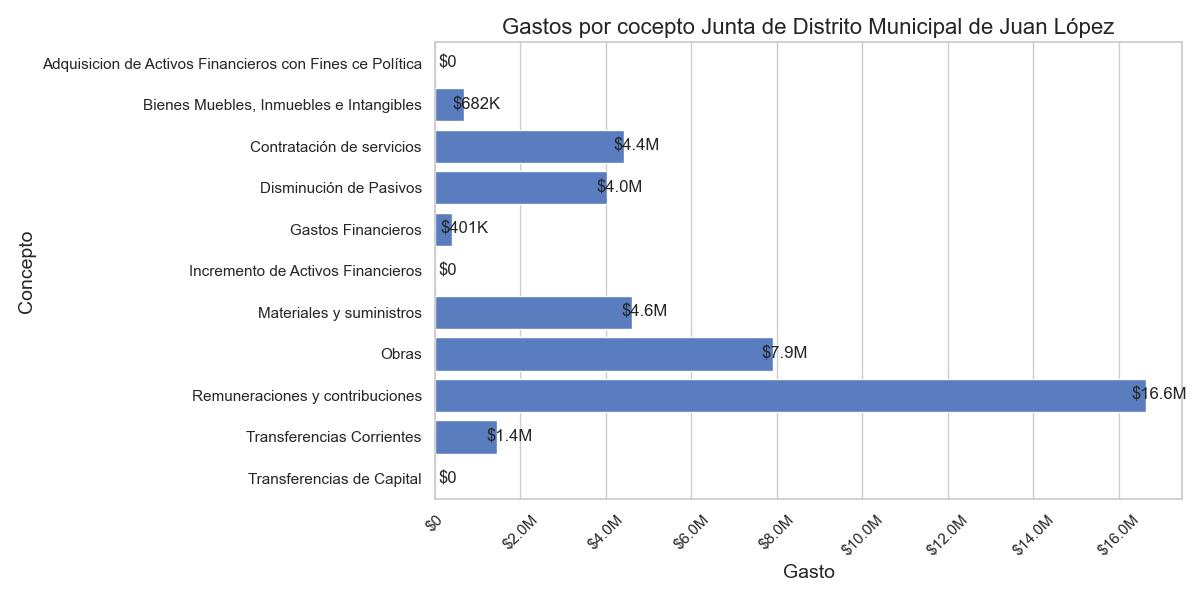 Gastos por cocepto Junta de Distrito Municipal de Juan López
Concepto
Adquisicion de Activos Financieros con Fines ce Política $0
Bienes Muebles, Inmuebles e Intangibles $682K
Contratación de servicios $4.4M
Disminución de Pasivos $4.0M
Gastos Financieros $401K
Incremento de Activos Financieros $0
Materiales y suministros $4.6M
Obras $7.9M
Remuneraciones y contribuciones $16.6M
Transferencias Corrientes $1.4M
Transferencias de Capital $0
$0 $2.0M $4.0M $6.0M $8.0M $10.0M $12.0M $14.0M $16.0M
Gasto